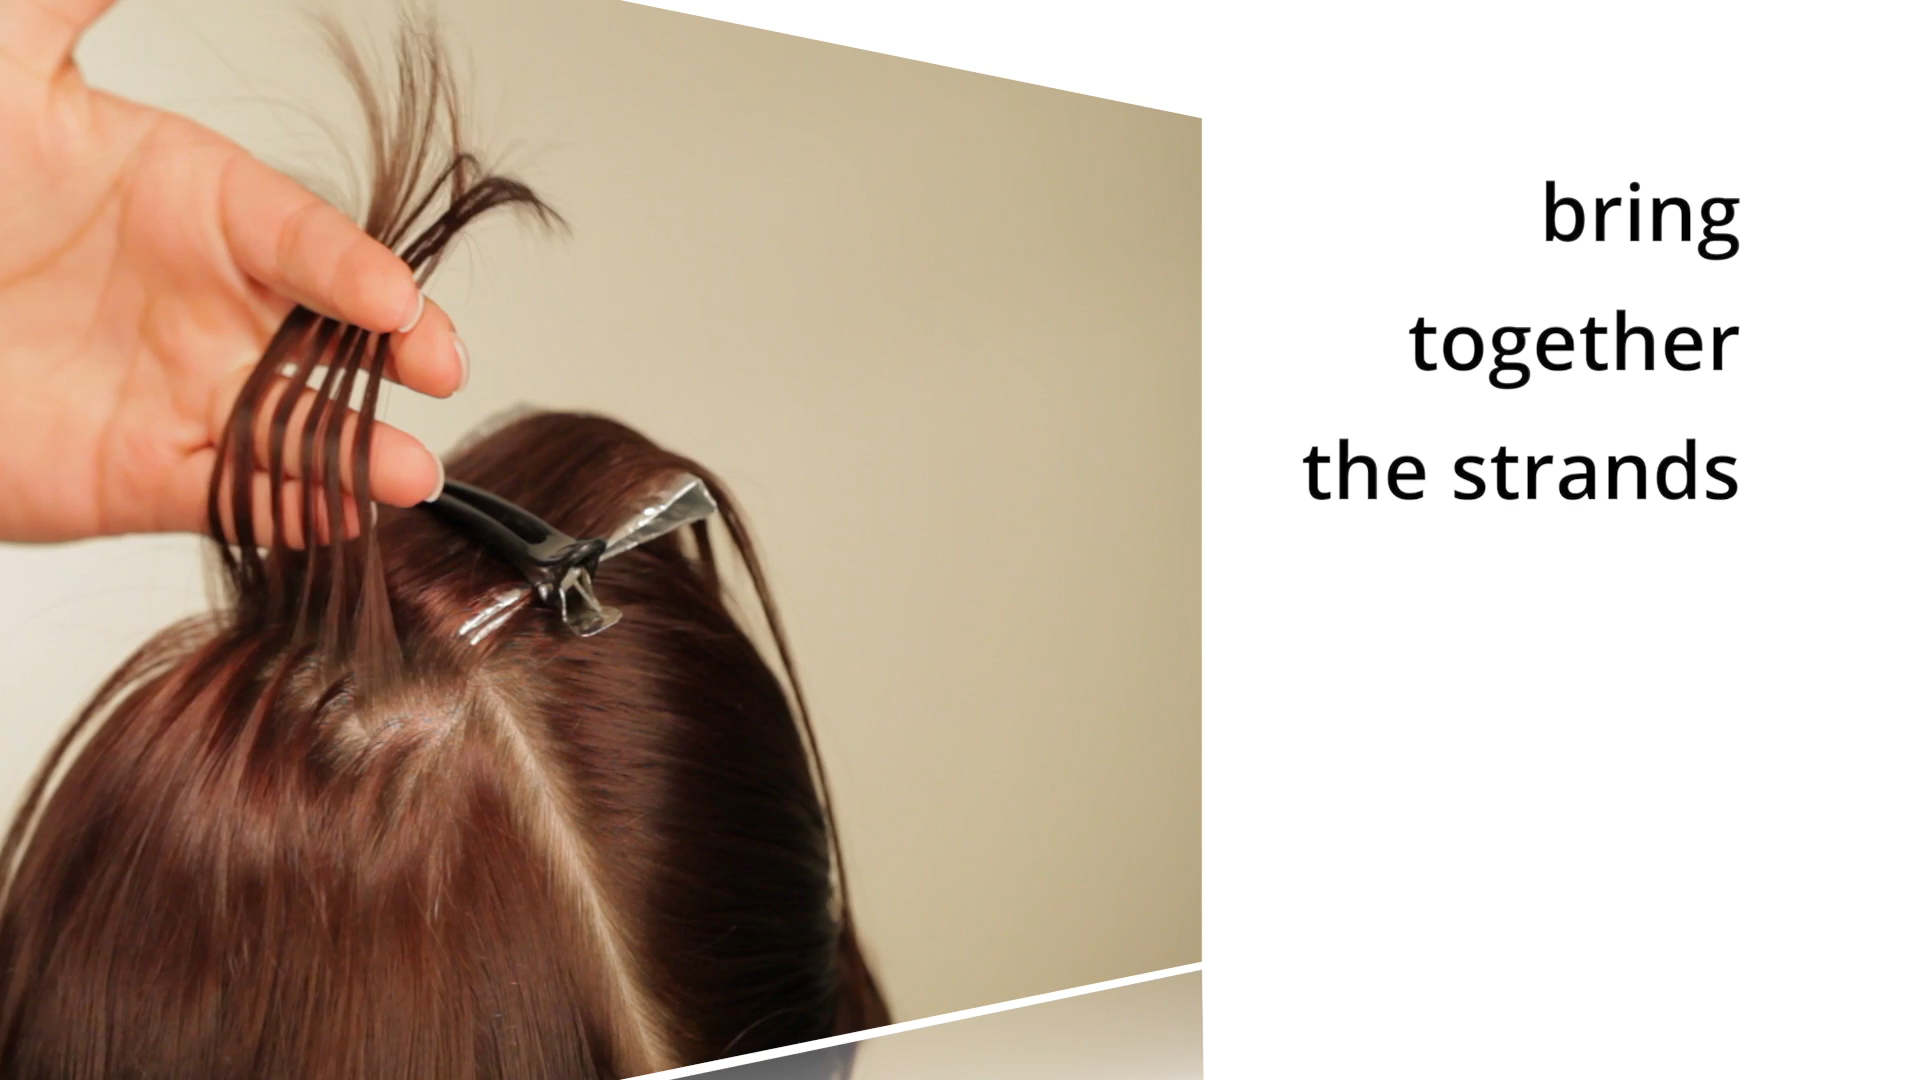 bring
together
the strands